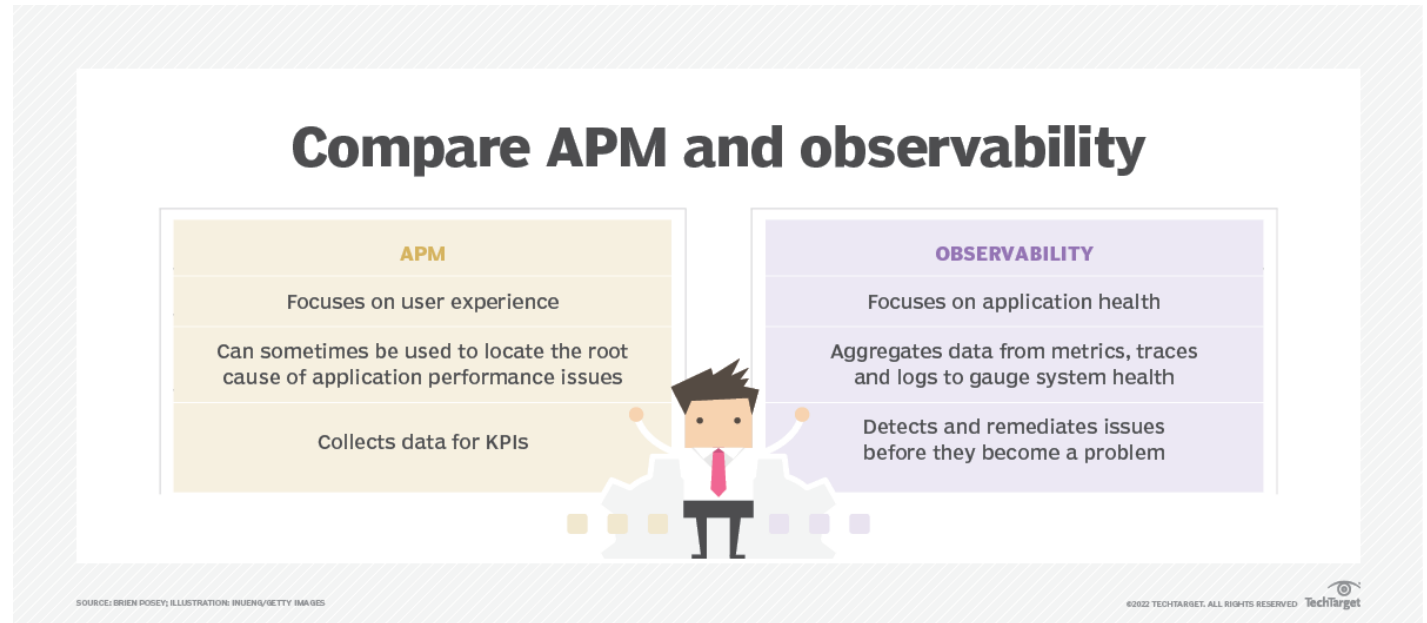 Compare APM and observability
APM
Focuses on user experience
Can sometimes be used to locate the root
cause of application performance issues
Collects data for KPIs
OBSERVABILITY
Focuses on application health
Aggregates data from metrics, traces
and logs to gauge system health
Detects and remediates issues
before they become a problem
SOURCE: BRIEN POSEY; ILLUSTRATION: INUENG/GETTY IMAGES
©2022 TECHTARGET. ALL RIGHTS RESERVED TechTarget